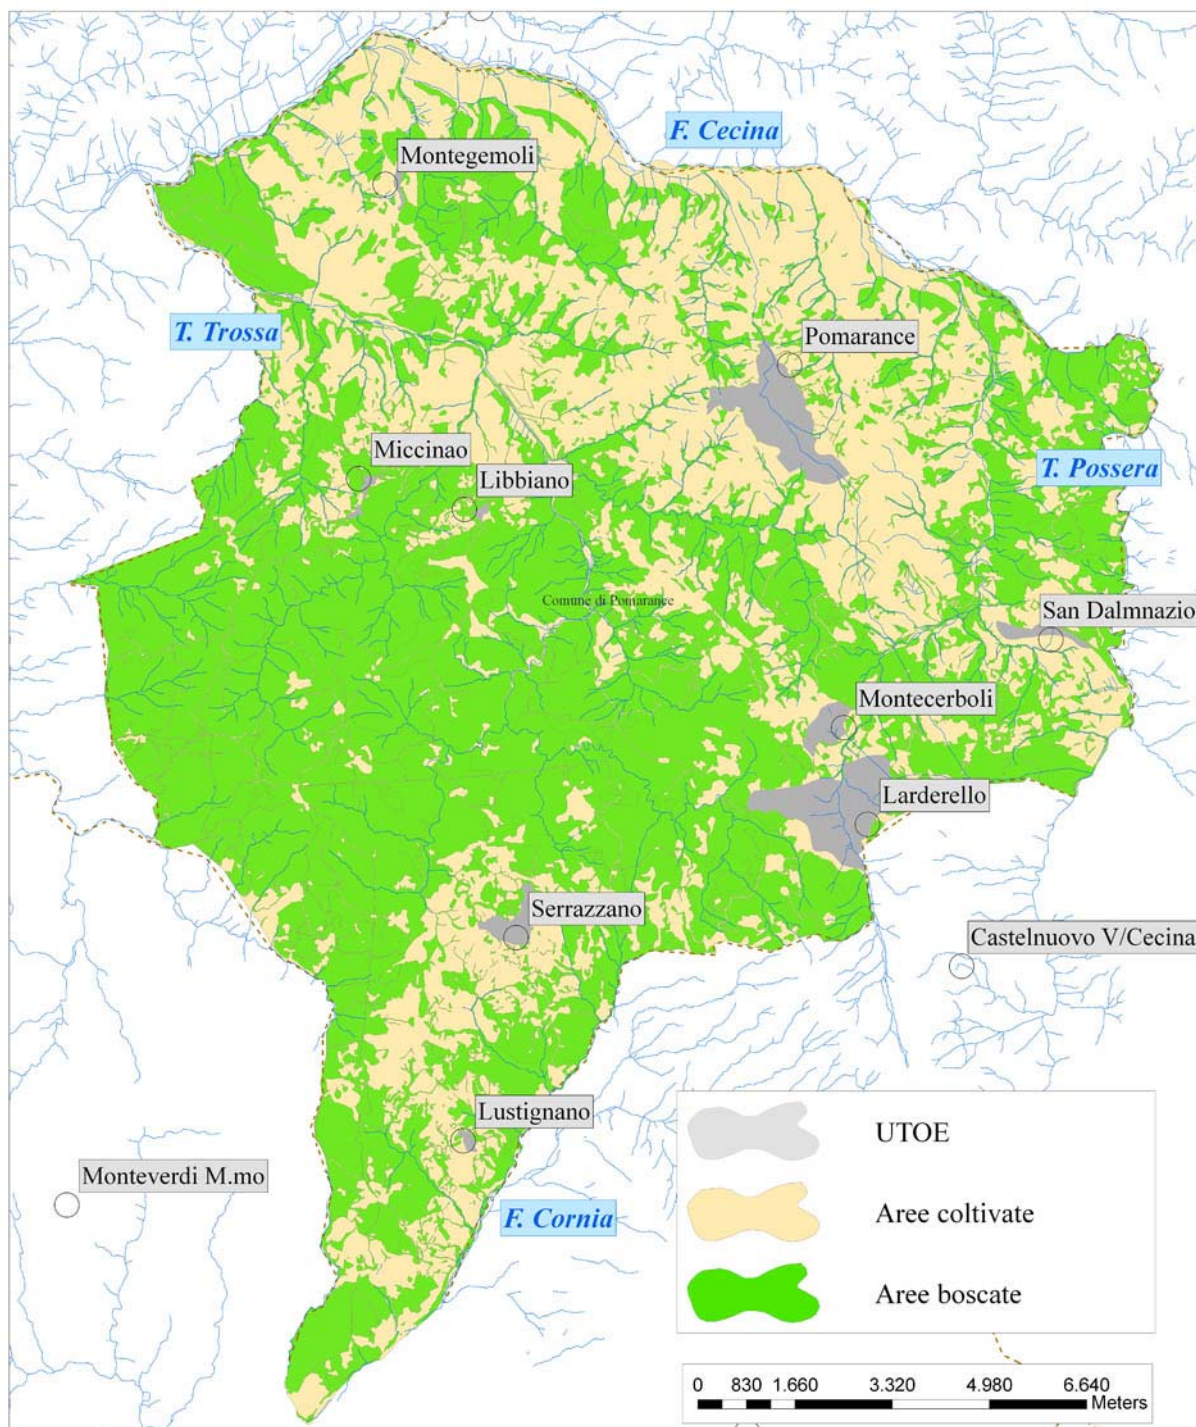 F. Cecina
Montegemoli
T. Trossa
Pomarance
Miccinao
T. Possera
Libbiano
Comune di Pomarance
San Dalmnazio
Montecerboli
Larderello
Serrazzano
Castelnuovo V/Cecina
Lustignano
UTOE
Monteverdi M.mo
F. Cornia
Aree coltivate
Aree boscate
0 830 1.660 3.320 4.980 6.640
Meters